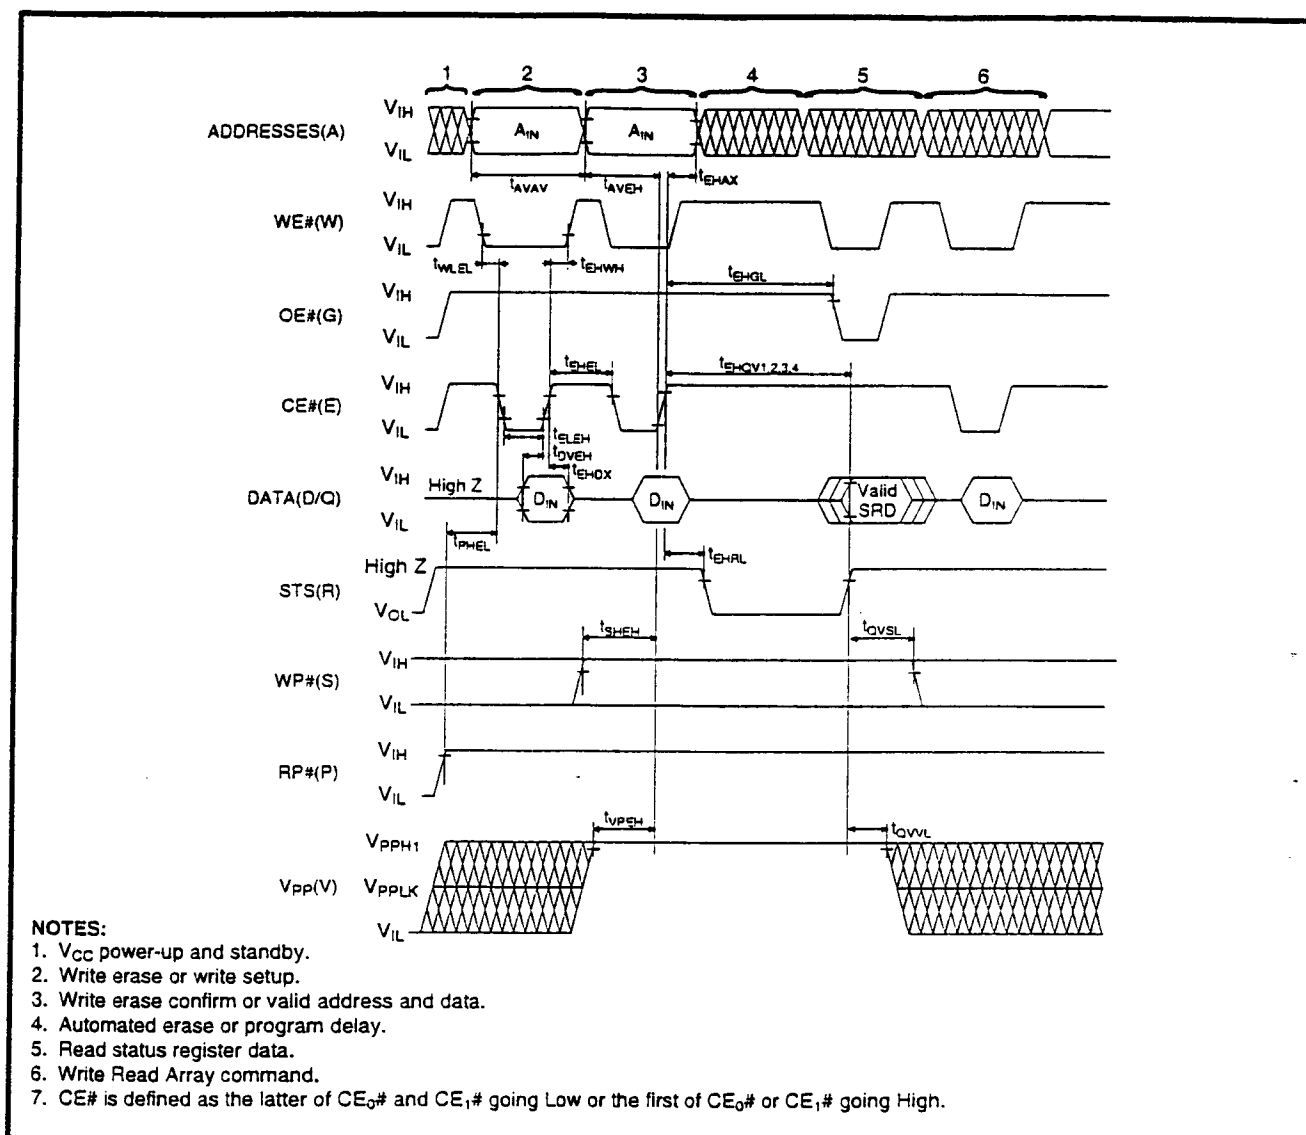 1 2 3 4 5 6
ADDRESSES(A) VIH VIL AIN AIN
tAVAV tAVEH tEHAX
WE#(W) VIH VIL
tWLEL tEHWH tEHGL
OE#(G) VIH VIL
tEHEL tEHQV1,2,3,4
CE#(E) VIH VIL
tELEH
tDVEH
tEHDX
DATA(D/Q) VIH High Z VIL DIN DIN Valid SRD DIN
tPHEL tEHRL
STS(R) High Z VOL
tSHEH tQVSL
WP#(S) VIH VIL
RP#(P) VIH VIL
tVPEH tQVVL
VPP(V) VPPH1 VPPLK VIL
NOTES:
1. VCC power-up and standby.
2. Write erase or write setup.
3. Write erase confirm or valid address and data.
4. Automated erase or program delay.
5. Read status register data.
6. Write Read Array command.
7. CE# is defined as the latter of CE0# and CE1# going Low or the first of CE0# or CE1# going High.